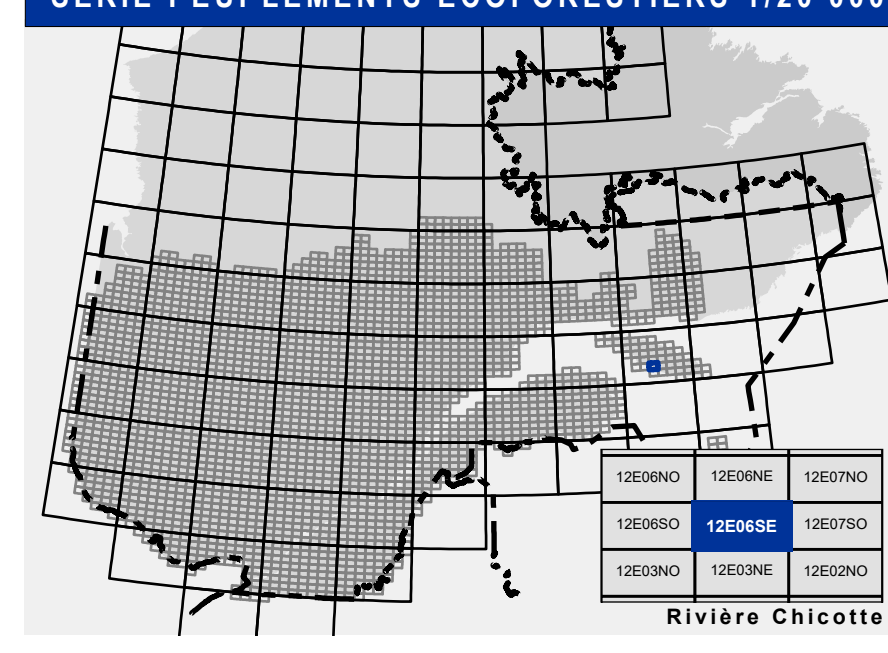 SÉRIE PEUPLEMENTS ÉCOFORESTIERS 1/20 000
12E06NO 12E06NE 12E07NO
12E06SO 12E06SE 12E07SO
12E03NO 12E03NE 12E02NO
Rivière Chicotte